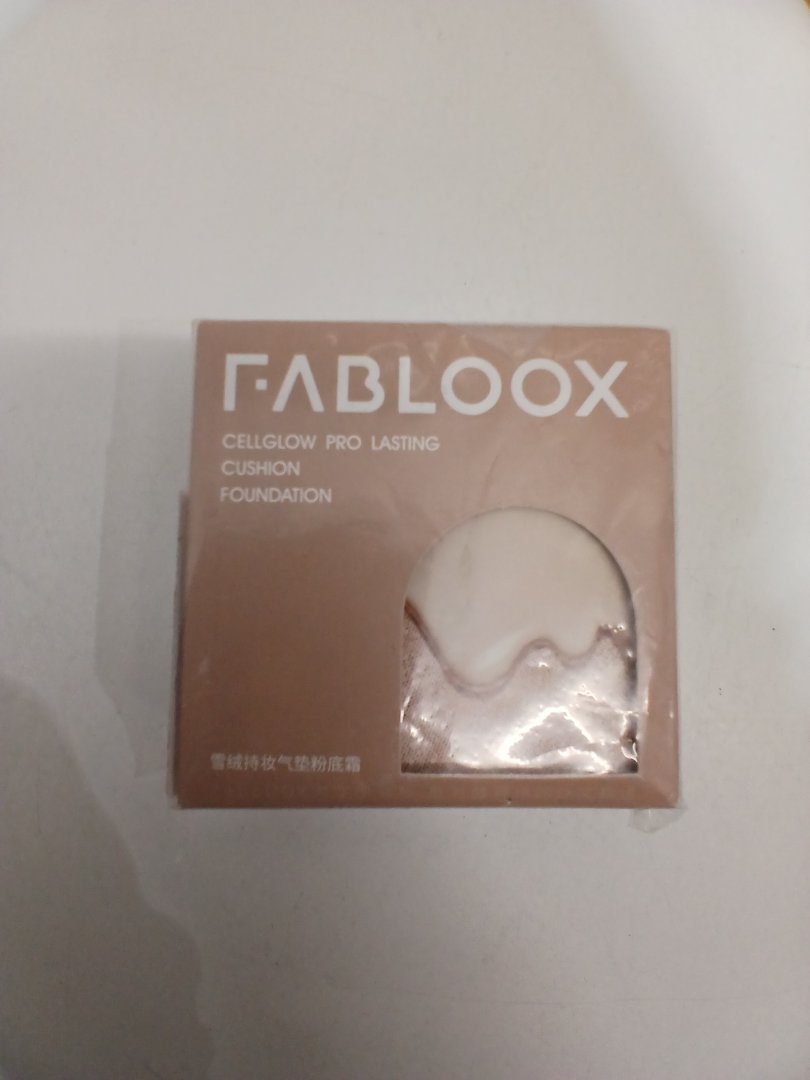 FABLOOX
CELLGLOW PRO LASTING
CUSHION
FOUNDATION
雪绒持妆气垫粉底霜